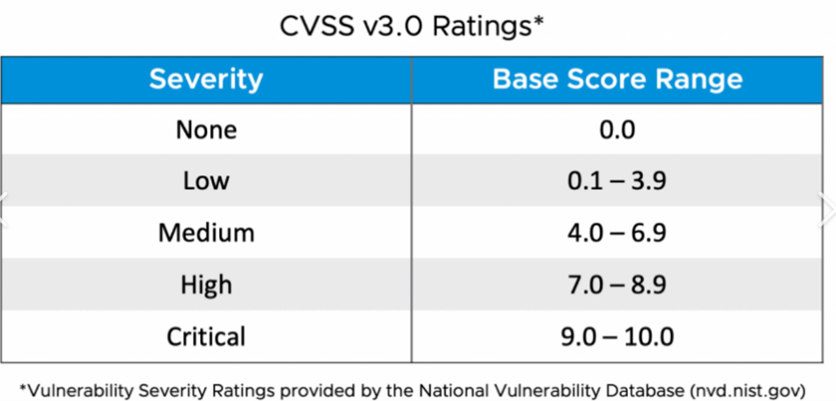 CVSS v3.0 Ratings*
Severity Base Score Range
None 0.0
Low 0.1 – 3.9
Medium 4.0 – 6.9
High 7.0 – 8.9
Critical 9.0 – 10.0
*Vulnerability Severity Ratings provided by the National Vulnerability Database (nvd.nist.gov)